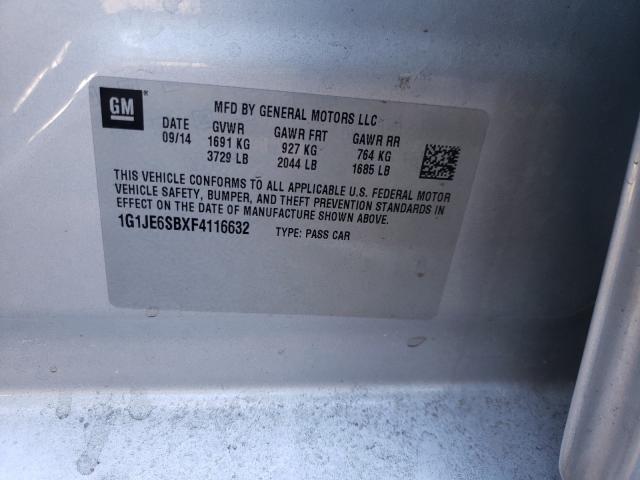 GM
MFD BY GENERAL MOTORS LLC
DATE GVWR GAWR FRT GAWR RR
09/14 1691 KG 927 KG 764 KG
3729 LB 2044 LB 1685 LB
THIS VEHICLE CONFORMS TO ALL APPLICABLE U.S. FEDERAL MOTOR
VEHICLE SAFETY, BUMPER, AND THEFT PREVENTION STANDARDS IN
EFFECT ON THE DATE OF MANUFACTURE SHOWN ABOVE.
1G1JE6SBXF4116632 TYPE: PASS CAR